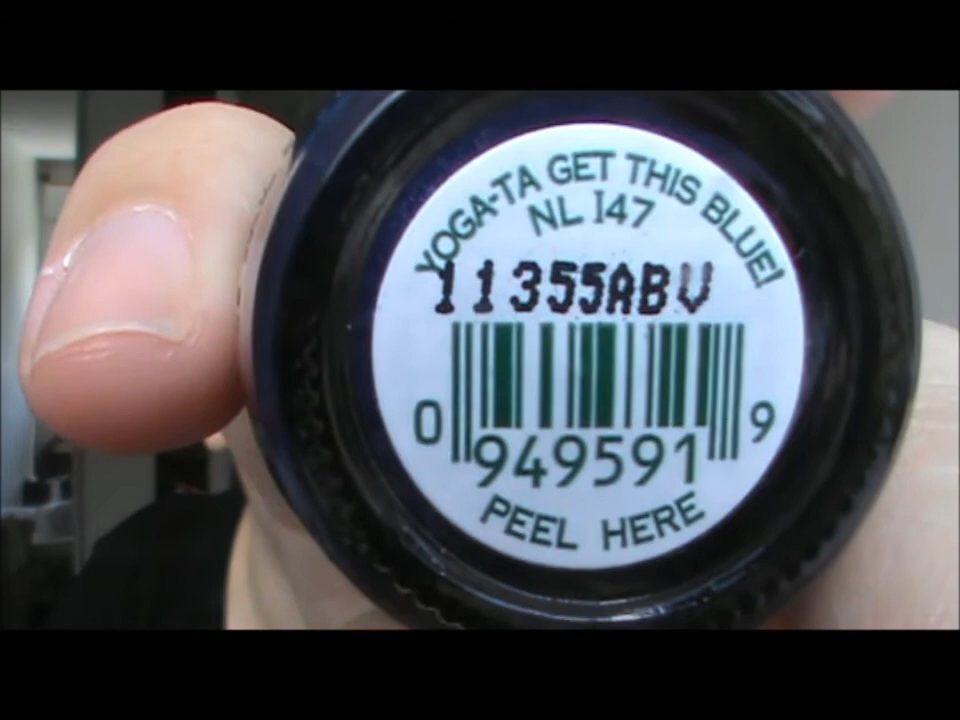 YOGA-TA GET THIS BLUE!
NL I47
11355ABV
0 949591 9
PEEL HERE